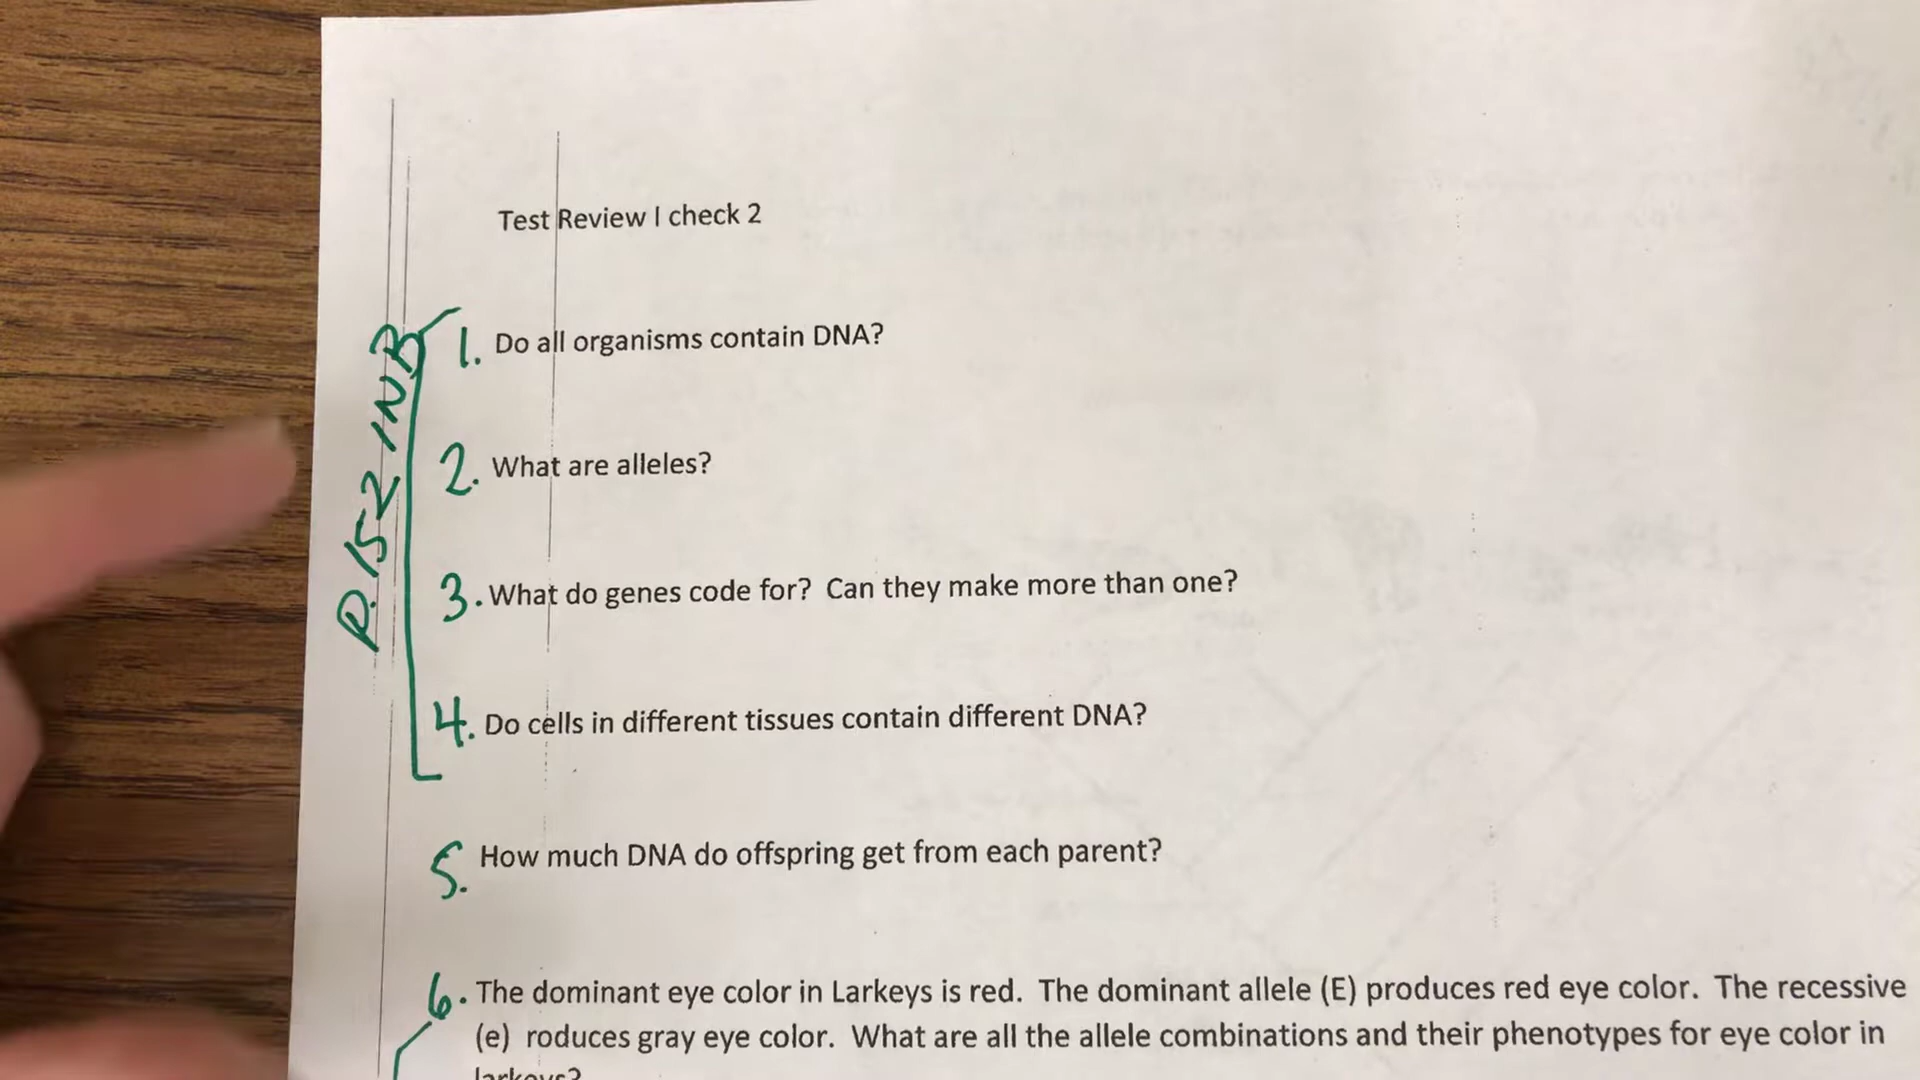 Test Review I check 2
P. 152 INB
1. Do all organisms contain DNA?
2. What are alleles?
3. What do genes code for? Can they make more than one?
4. Do cells in different tissues contain different DNA?
5. How much DNA do offspring get from each parent?
6. The dominant eye color in Larkeys is red. The dominant allele (E) produces red eye color. The recessive
(e) roduces gray eye color. What are all the allele combinations and their phenotypes for eye color in
larkeys?